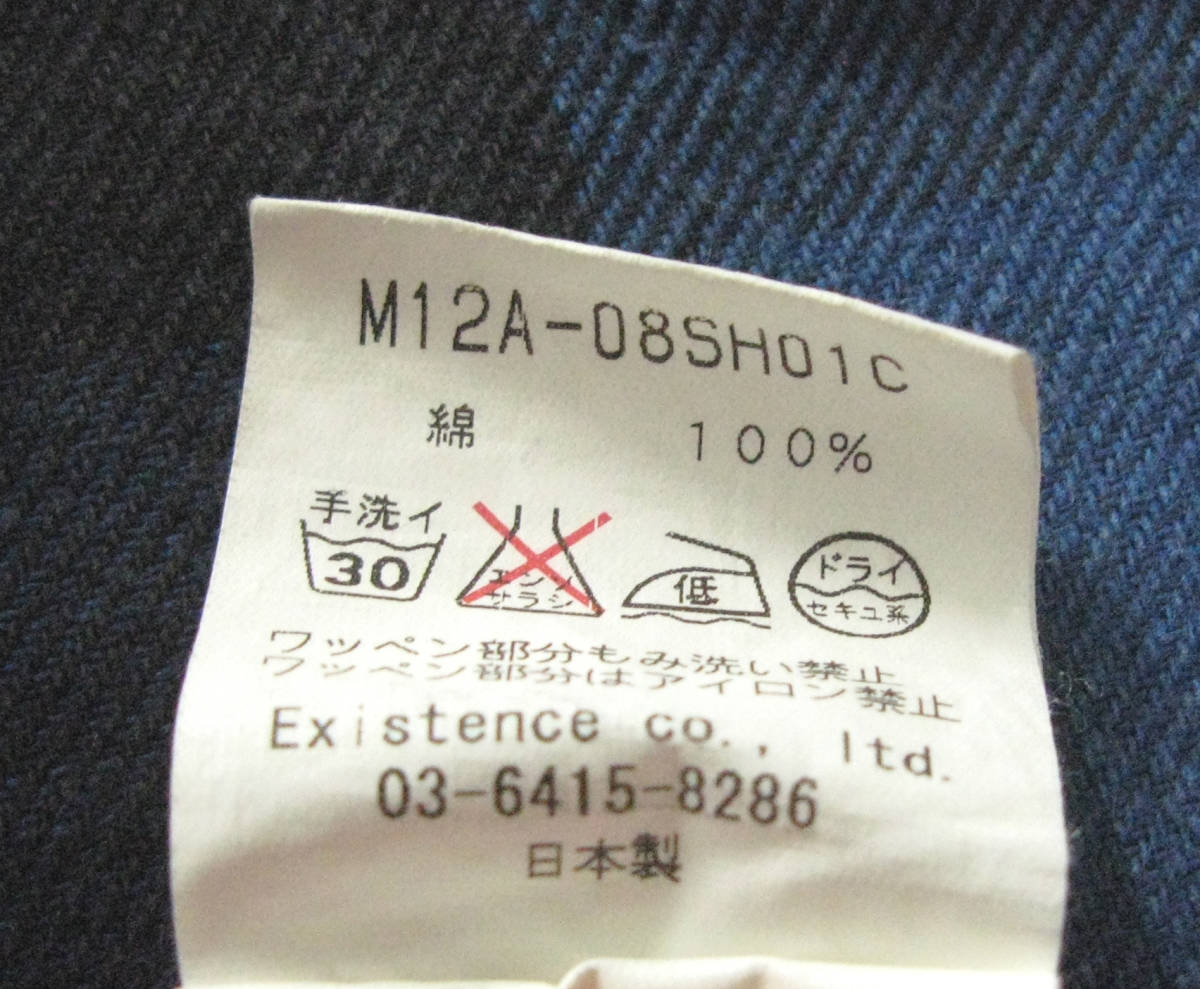 M12A-08SH01C
綿 100%
手洗イ
30
エンソ
サラシ
低
ドライ
セキユ系
ワッペン部分もみ洗い禁止
ワッペン部分はアイロン禁止
Existence co., ltd.
03-6415-8286
日本製